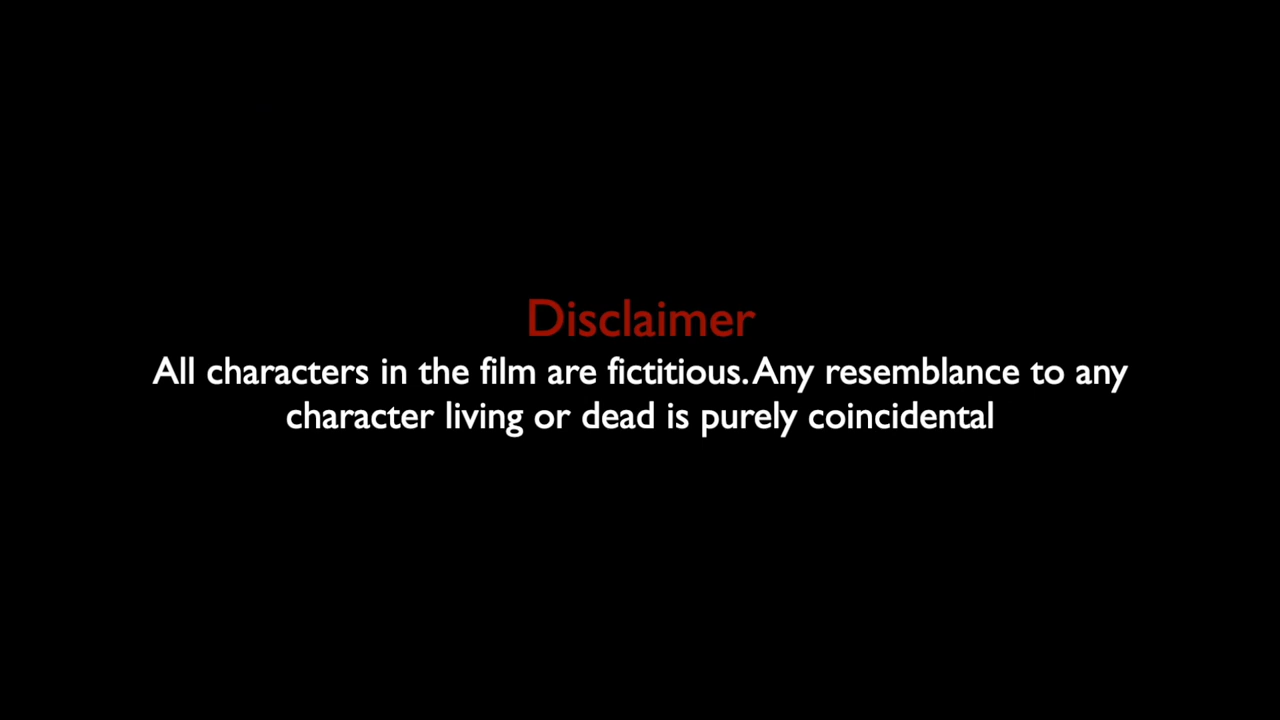 Disclaimer
All characters in the film are fictitious. Any resemblance to any
character living or dead is purely coincidental